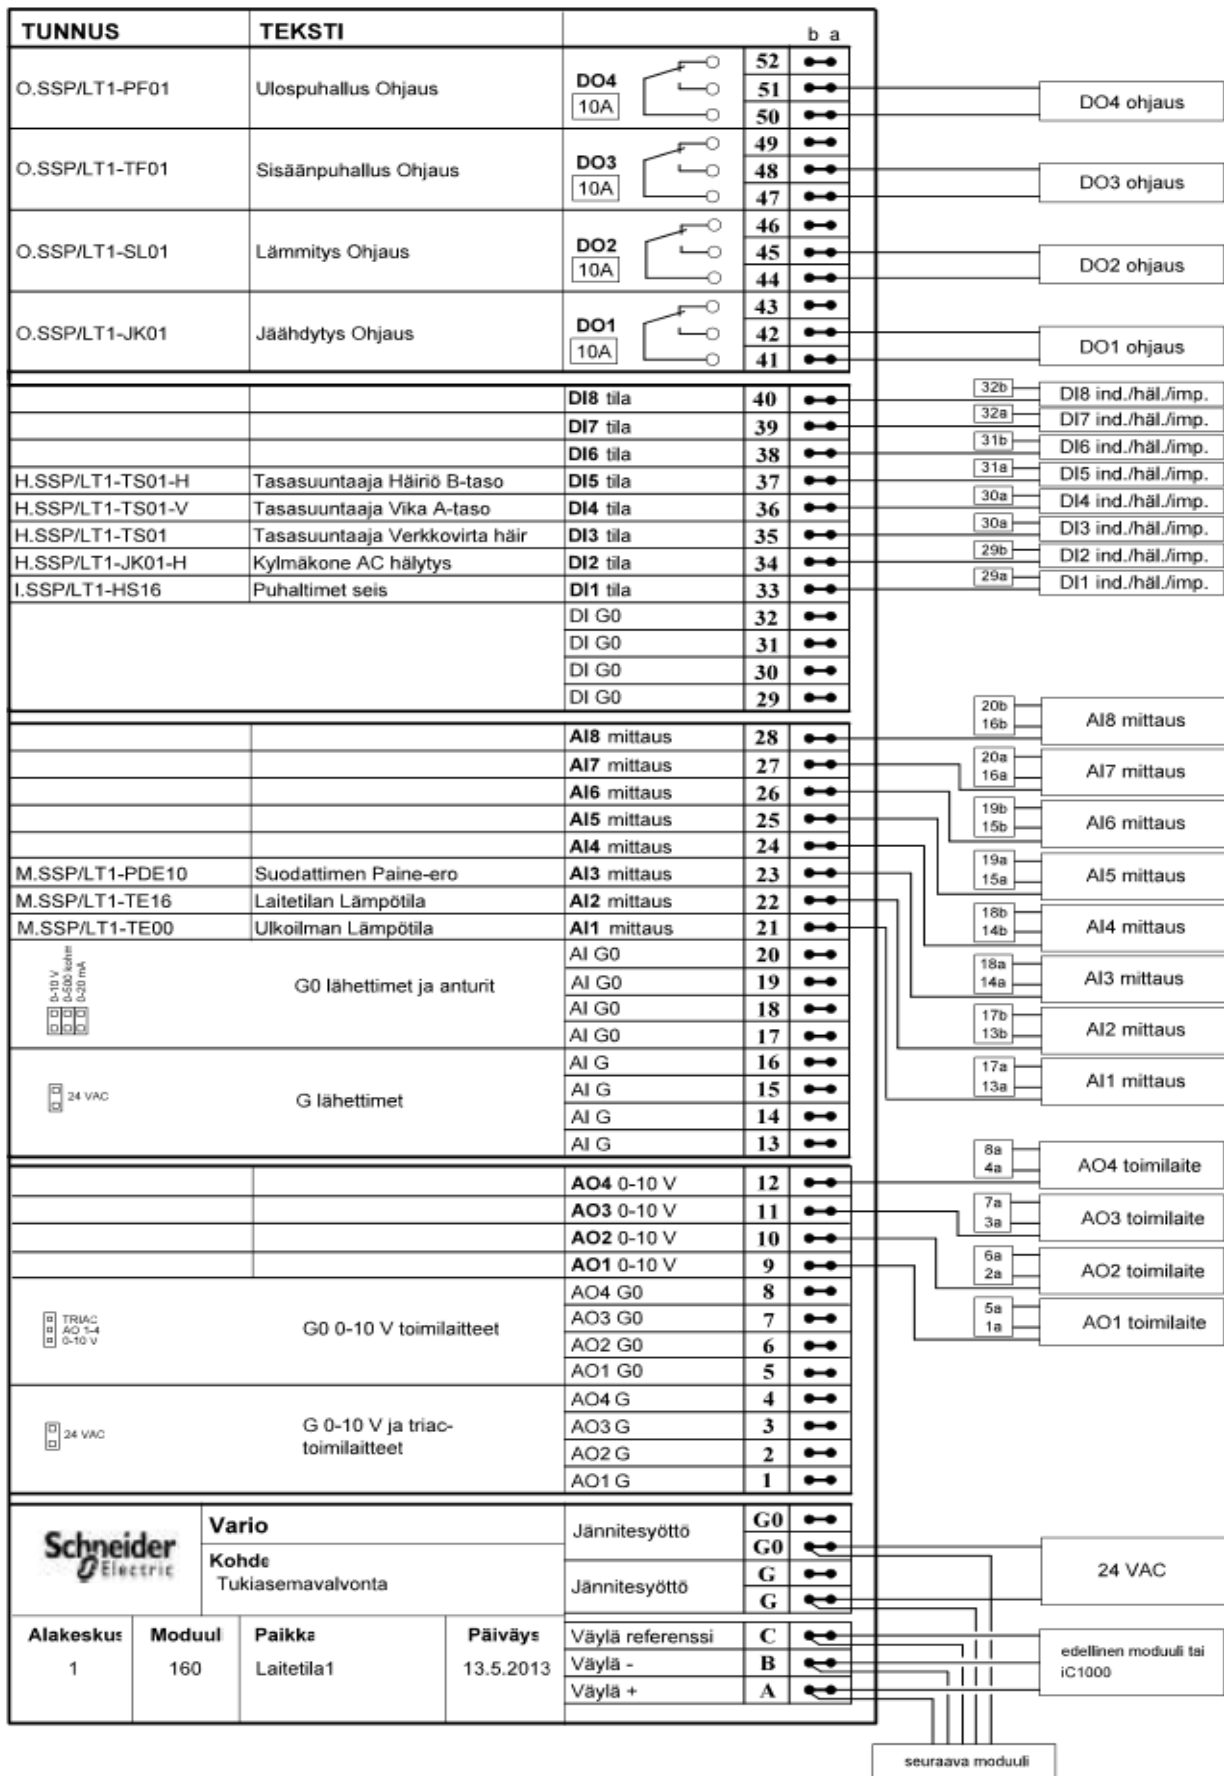 TUNNUS TEKSTI b a
52
O.SSP/LT1-PF01 Ulospuhallus Ohjaus DO4 10A 51 DO4 ohjaus
50
49
O.SSP/LT1-TF01 Sisäänpuhallus Ohjaus DO3 10A 48 DO3 ohjaus
47
46
O.SSP/LT1-SL01 Lämmitys Ohjaus DO2 10A 45 DO2 ohjaus
44
43
O.SSP/LT1-JK01 Jäähdytys Ohjaus DO1 10A 42 DO1 ohjaus
41
DI8 tila 40 32b DI8 ind./häl./imp.
DI7 tila 39 32a DI7 ind./häl./imp.
DI6 tila 38 31b DI6 ind./häl./imp.
H.SSP/LT1-TS01-H Tasasuuntaaja Häiriö B-taso DI5 tila 37 31a DI5 ind./häl./imp.
H.SSP/LT1-TS01-V Tasasuuntaaja Vika A-taso DI4 tila 36 30a DI4 ind./häl./imp.
H.SSP/LT1-TS01 Tasasuuntaaja Verkkovirta häir DI3 tila 35 30a DI3 ind./häl./imp.
H.SSP/LT1-JK01-H Kylmäkone AC hälytys DI2 tila 34 29b DI2 ind./häl./imp.
I.SSP/LT1-HS16 Puhaltimet seis DI1 tila 33 29a DI1 ind./häl./imp.
DI G0 32
DI G0 31
DI G0 30
DI G0 29
AI8 mittaus 28 20b 16b AI8 mittaus
AI7 mittaus 27 20a 16a AI7 mittaus
AI6 mittaus 26 19b 15b AI6 mittaus
AI5 mittaus 25 19a 15a AI5 mittaus
AI4 mittaus 24 18b 14b AI4 mittaus
M.SSP/LT1-PDE10 Suodattimen Paine-ero AI3 mittaus 23 18a 14a AI3 mittaus
M.SSP/LT1-TE16 Laitetilan Lämpötila AI2 mittaus 22 17b 13b AI2 mittaus
M.SSP/LT1-TE00 Ulkoilman Lämpötila AI1 mittaus 21 17a 13a AI1 mittaus
AI G0 20
0-10 V
0-500 kohm
0-20 mA
G0 lähettimet ja anturit AI G0 19
AI G0 18
AI G0 17
AI G 16
24 VAC G lähettimet AI G 15
AI G 14
AI G 13
AO4 0-10 V 12 8a 4a AO4 toimilaite
AO3 0-10 V 11 7a 3a AO3 toimilaite
AO2 0-10 V 10 6a 2a AO2 toimilaite
AO1 0-10 V 9 5a 1a AO1 toimilaite
AO4 G0 8
TRIAC
AO 1-4
0-10 V
G0 0-10 V toimilaitteet AO3 G0 7
AO2 G0 6
AO1 G0 5
AO4 G 4
24 VAC G 0-10 V ja triac-
toimilaitteet
AO3 G 3
AO2 G 2
AO1 G 1
Schneider
Electric
Vario
Kohde
Tukiasemavalvonta
Jännitesyöttö G0
G0
Jännitesyöttö G
G
24 VAC
Alakeskus Moduul Paikka Päiväys
1 160 Laitetila1 13.5.2013
Väylä referenssi C
Väylä - B
Väylä + A
edellinen moduuli tai
iC1000
seuraava moduuli